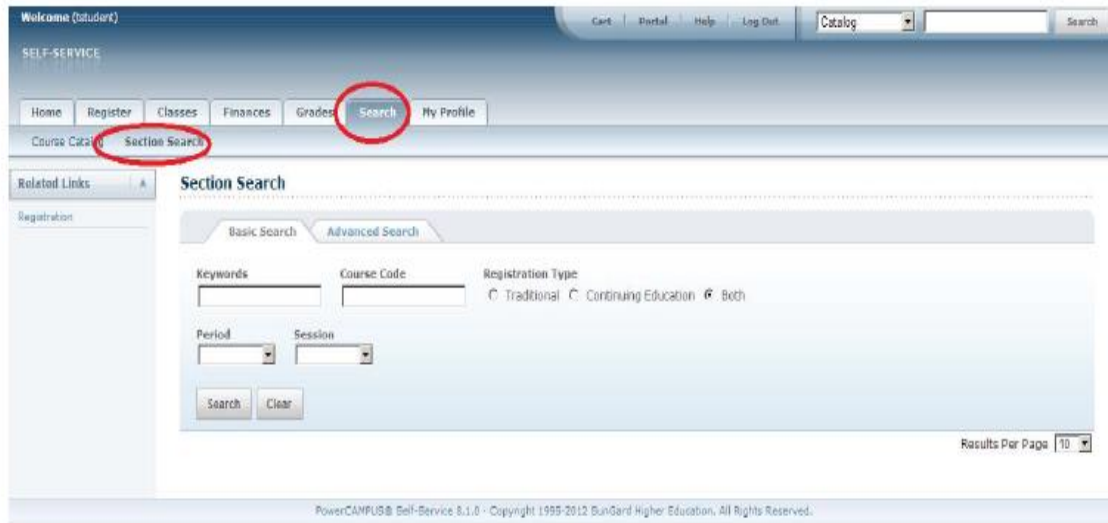 Welcome (tstudent)
Cart Portal Help Log Out Catalog Search
SELF-SERVICE
Home Register Classes Finances Grades Search My Profile
Course Catalog Section Search
Related Links
Registration
Section Search
Basic Search Advanced Search
Keywords Course Code Registration Type
Traditional Continuing Education Both
Period Session
Search Clear
Results Per Page 10
PowerCAMPUS® Self-Service 8.1.0 - Copyright 1995-2012 SunGard Higher Education, All Rights Reserved.